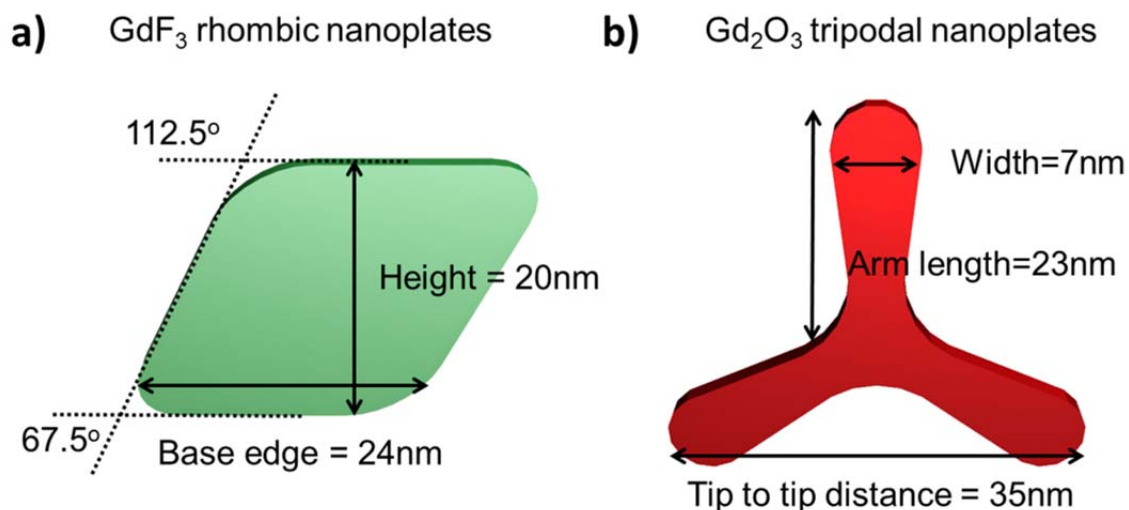 a) GdF₃ rhombic nanoplates
112.5º
Height = 20nm
67.5º
Base edge = 24nm
b) Gd₂O₃ tripodal nanoplates
Width=7nm
Arm length=23nm
Tip to tip distance = 35nm